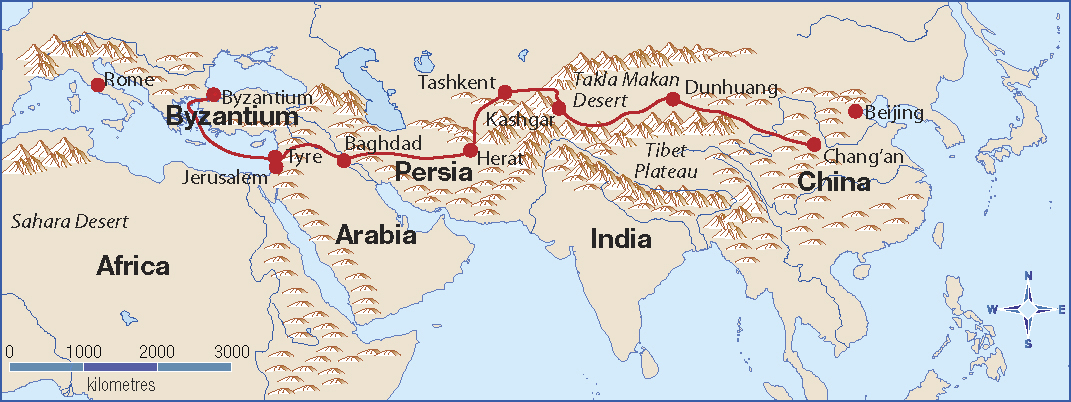 Rome
Byzantium
Byzantium
Tashkent
Takla Makan
Desert
Dunhuang
Kashgar
Beijing
Baghdad
Tyre
Jerusalem
Persia
Herat
Tibet
Plateau
Chang'an
China
Sahara Desert
Arabia
India
Africa
N
W E
S
0 1000 2000 3000
kilometres